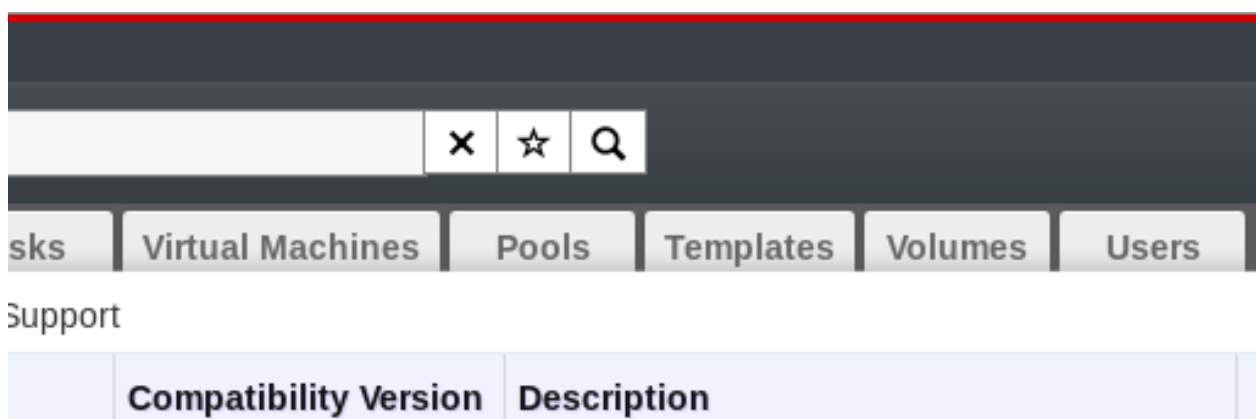 sks Virtual Machines Pools Templates Volumes Users
Support
Compatibility Version Description